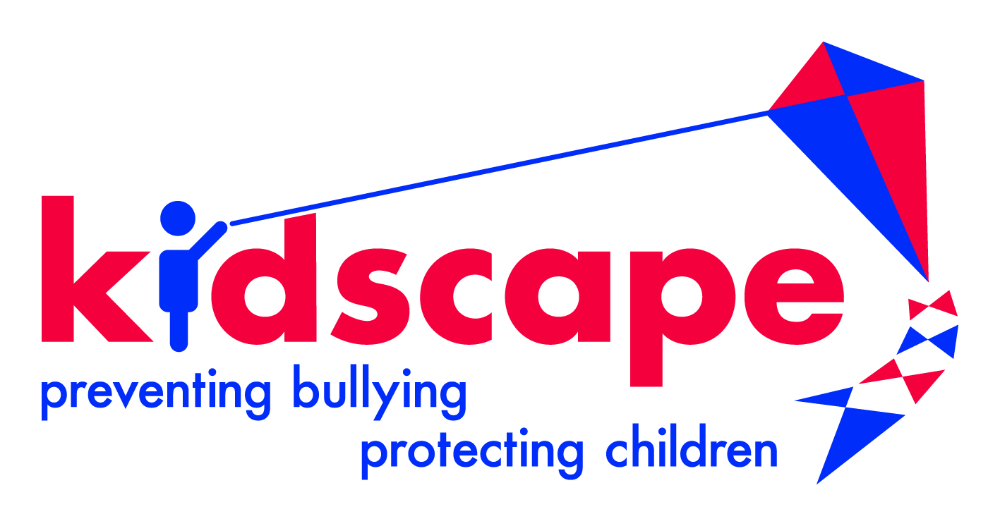 kidscape
preventing bullying
protecting children